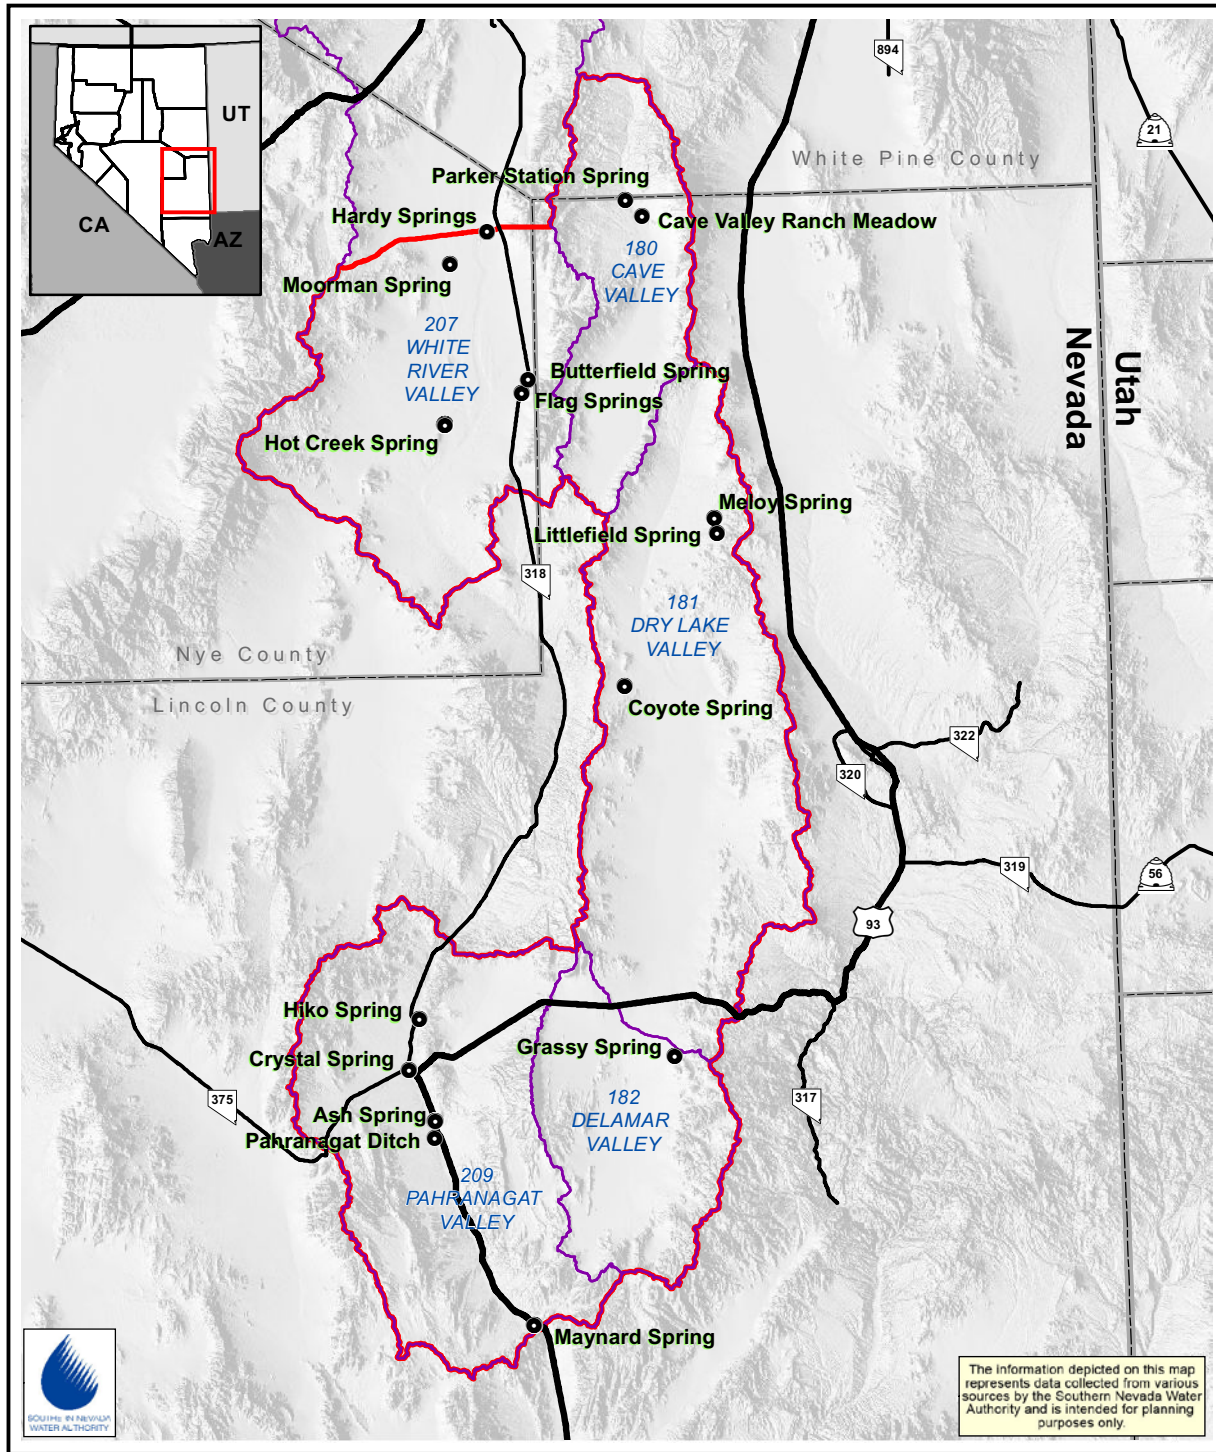 UT
CA
AZ
894
21
White Pine County
Parker Station Spring
Hardy Springs
Cave Valley Ranch Meadow
180
CAVE
VALLEY
Moorman Spring
207
WHITE
RIVER
VALLEY
Nevada
Utah
Butterfield Spring
Flag Springs
Hot Creek Spring
Meloy Spring
Littlefield Spring
318
181
DRY LAKE
VALLEY
Nye County
Lincoln County
Coyote Spring
322
320
319
56
93
Hiko Spring
Crystal Spring
Grassy Spring
375
317
Ash Spring
Pahranagat Ditch
182
DELAMAR
VALLEY
209
PAHRANAGAT
VALLEY
Maynard Spring
SOUTHERN NEVADA
WATER AUTHORITY
The information depicted on this map
represents data collected from various
sources by the Southern Nevada Water
Authority and is intended for planning
purposes only.